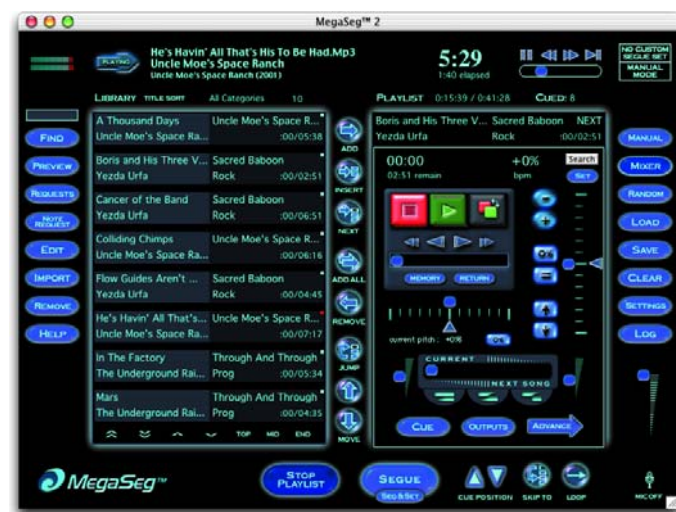 MegaSeg™ 2
PLAYING
He's Havin' All That's His To Be Had.Mp3
Uncle Moe's Space Ranch
Uncle Moe's Space Ranch (2001)
5:29
1:40 elapsed
NO CUSTOM
SEGUE SET
MANUAL
MODE
LIBRARY TITLE SORT All Categories 10
PLAYLIST 0:15:39 / 0:41:28 CUED: 8
FIND
PREVIEW
REQUESTS
NOTE
REQUEST
EDIT
IMPORT
REMOVE
HELP
A Thousand Days Uncle Moe's Space R...
Uncle Moe's Space Ra... :00/05:38
Boris and His Three V... Sacred Baboon
Yezda Urfa Rock :00/02:51
Cancer of the Band Sacred Baboon
Yezda Urfa Rock :00/06:51
Colliding Chimps Uncle Moe's Space R...
Uncle Moe's Space Ra... :00/06:16
Flow Guides Aren't ... Sacred Baboon
Yezda Urfa Rock :00/04:45
He's Havin' All That's... Uncle Moe's Space R...
Uncle Moe's Space Ra... :00/07:17
In The Factory Through And Through
The Underground Rai... Prog :00/05:34
Mars Through And Through
The Underground Rai... Prog :00/04:35
TOP MID END
ADD
INSERT
NEXT
ADD ALL
REMOVE
JUMP
MOVE
Boris and His Three V... Sacred Baboon NEXT
Yezda Urfa Rock :00/02:51
00:00 +0% Search
02:51 remain bpm SET
MEMORY RETURN
current pitch: +0%
CURRENT
NEXT SONG
CUE OUTPUTS ADVANCE
MANUAL
MIXER
RANDOM
LOAD
SAVE
CLEAR
SETTINGS
LOG
MegaSeg™
STOP
PLAYLIST
SEGUE
SEG & SET
CUE POSITION SKIP TO LOOP
MIC OFF